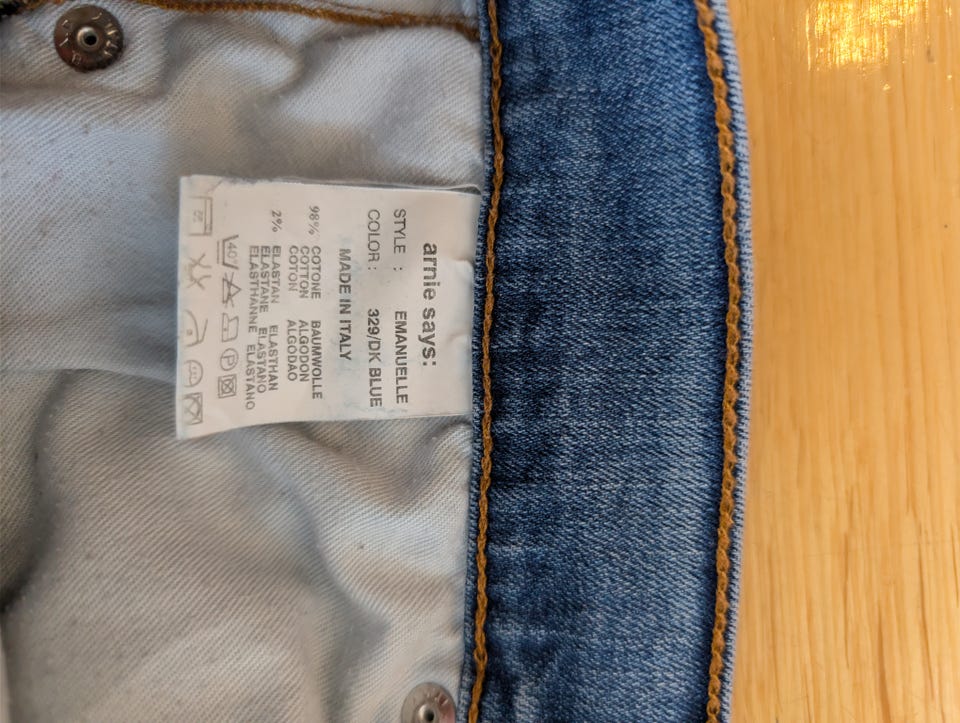 arnie says:
STYLE : EMANUELLE
COLOR : 329/DK BLUE
MADE IN ITALY
98% COTONE BAUMWOLLE
COTTON ALGODON
COTON ALGODAO
2% ELASTAN ELASTHAN
ELASTANE ELASTANO
ELASTHANNE ELASTANO
40°
P